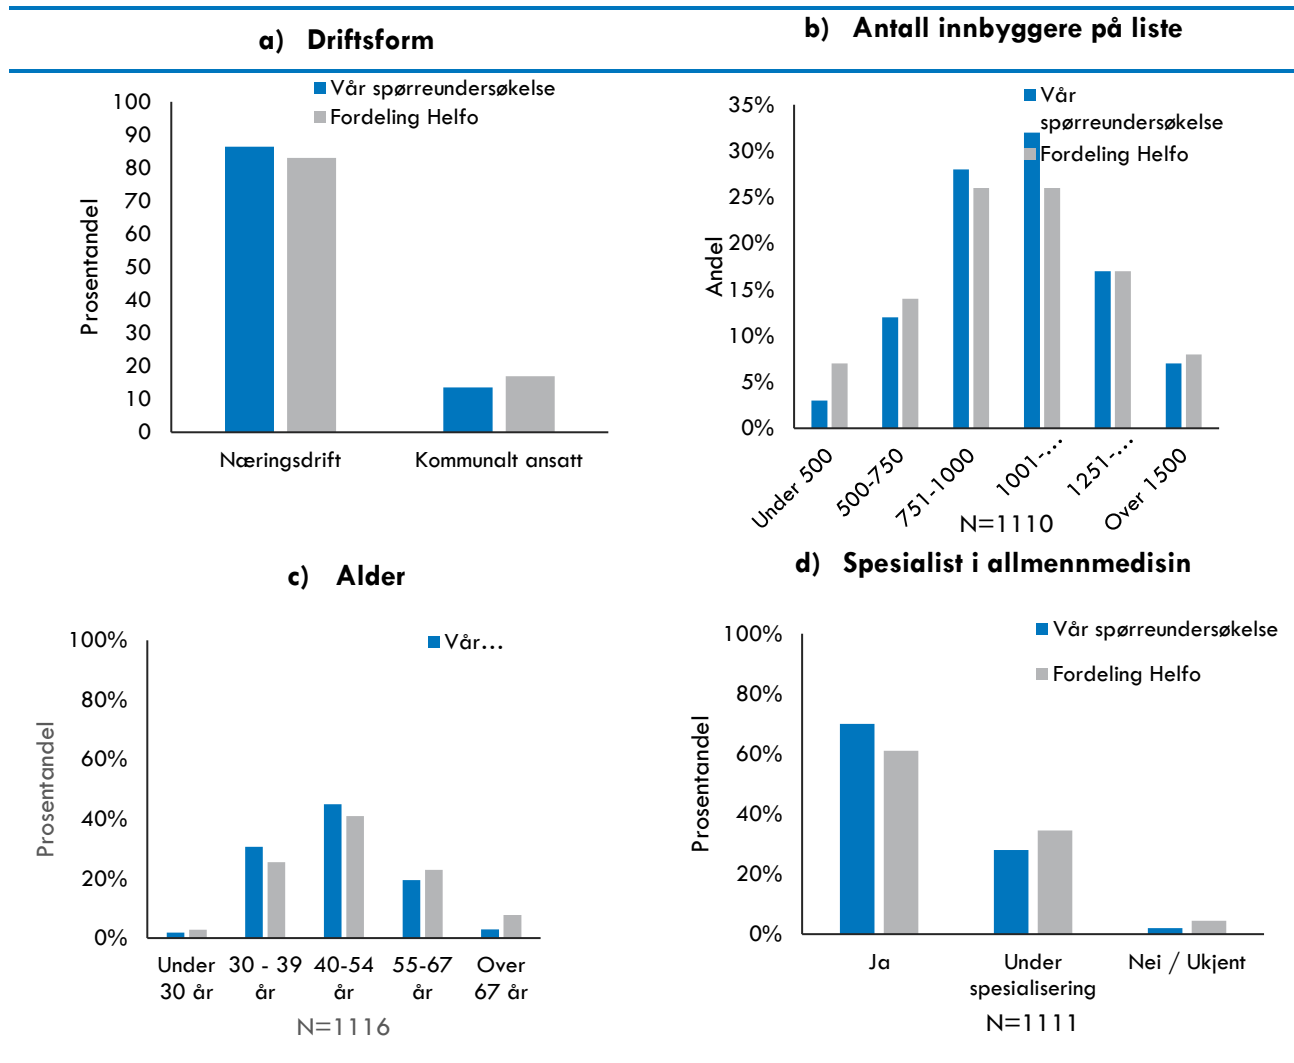 a) Driftsform
Vår spørreundersøkelse
Fordeling Helfo
Prosentandel
100
90
80
70
60
50
40
30
20
10
0
Næringsdrift
Kommunalt ansatt
b) Antall innbyggere på liste
Vår
spørreundersøkelse
Fordeling Helfo
Andel
35%
30%
25%
20%
15%
10%
5%
0%
Under 500
500-750
751-1000
1001-…
1251-…
Over 1500
N=1110
c) Alder
Vår…
Prosentandel
100%
80%
60%
40%
20%
0%
Under
30 år
30 - 39
år
40-54
år
55-67
år
Over
67 år
N=1116
d) Spesialist i allmennmedisin
Vår spørreundersøkelse
Fordeling Helfo
Prosentandel
100%
80%
60%
40%
20%
0%
Ja
Under
spesialisering
Nei / Ukjent
N=1111